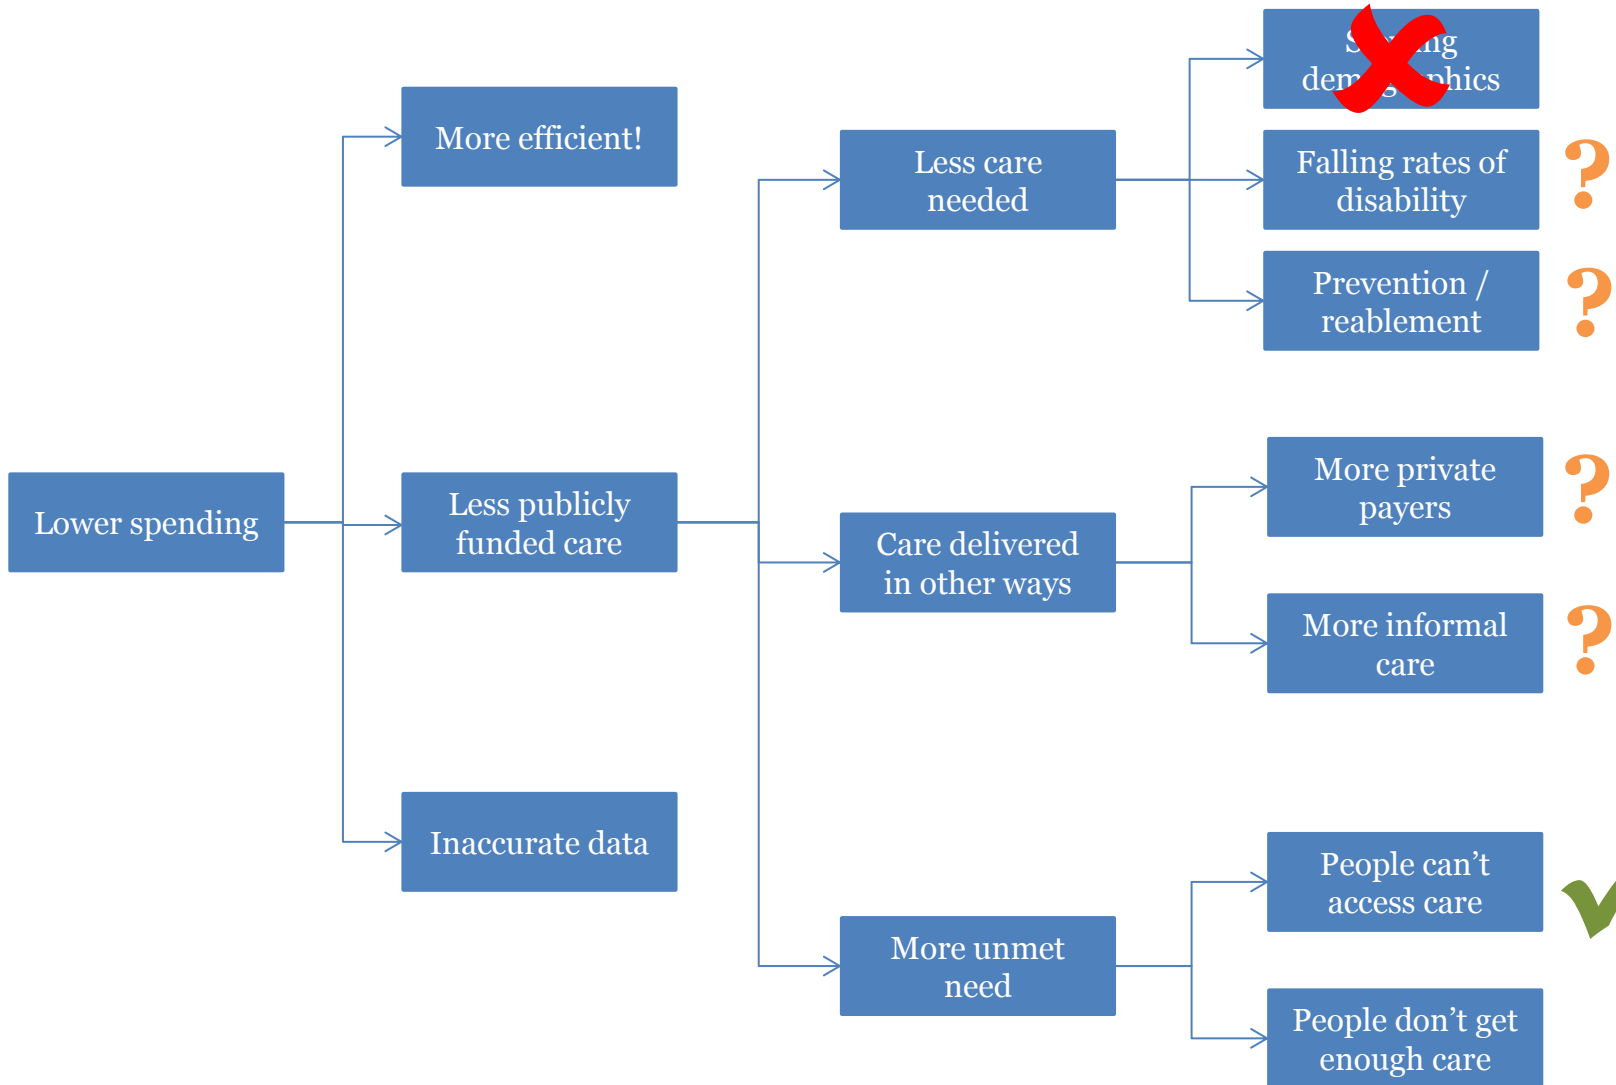 Lower spending
More efficient!
Less publicly
funded care
Inaccurate data
Less care
needed
Care delivered
in other ways
More unmet
need
demographics
Falling rates of
disability
?
Prevention /
reablement
?
More private
payers
?
More informal
care
?
People can’t
access care
People don’t get
enough care